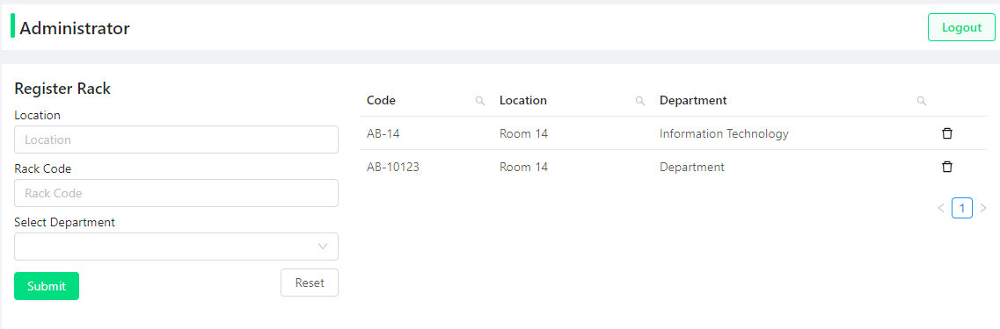 Administrator
Logout
Register Rack
Location
Location
Rack Code
Rack Code
Select Department
Submit
Reset
Code Location Department
AB-14 Room 14 Information Technology
AB-10123 Room 14 Department
1